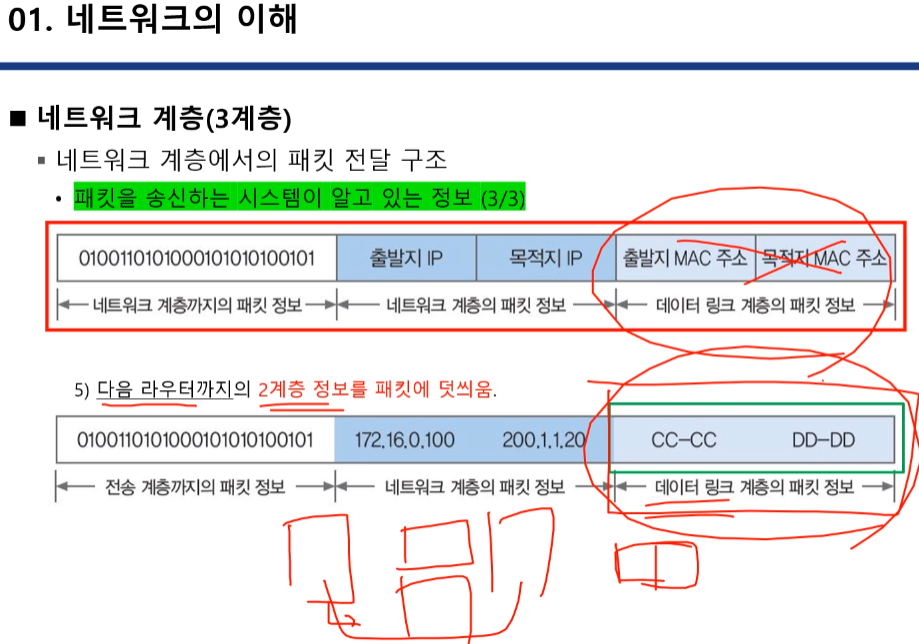 01. 네트워크의 이해
■ 네트워크 계층(3계층)
▪ 네트워크 계층에서의 패킷 전달 구조
• 패킷을 송신하는 시스템이 알고 있는 정보 (3/3)
01001101010001010101100101 출발지 IP 목적지 IP 출발지 MAC 주소 목적지 MAC 주소
네트워크 계층까지의 패킷 정보 네트워크 계층의 패킷 정보 데이터 링크 계층의 패킷 정보
5) 다음 라우터까지의 2계층 정보를 패킷에 덧씌움.
01001101010001010101100101 172.16.0.100 200.1.1.20 CC-CC DD-DD
전송 계층까지의 패킷 정보 네트워크 계층의 패킷 정보 데이터 링크 계층의 패킷 정보